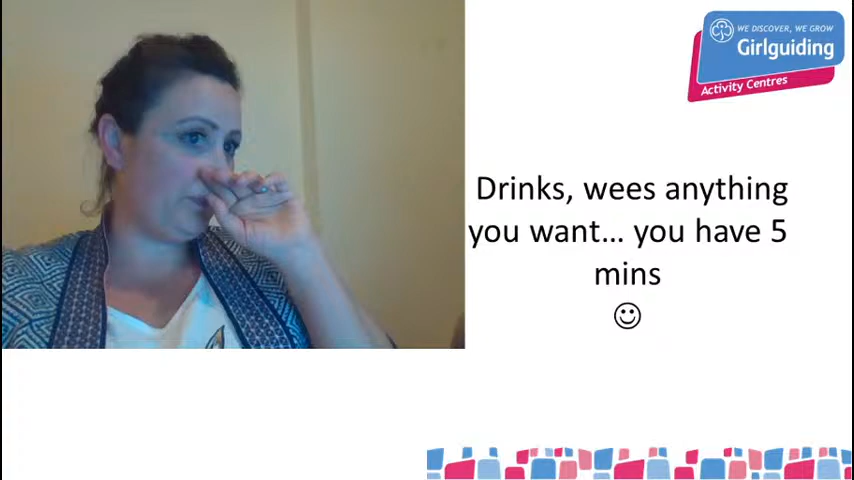 WE DISCOVER, WE GROW
Girlguiding
Activity Centres
Drinks, wees anything
you want... you have 5
mins
☺